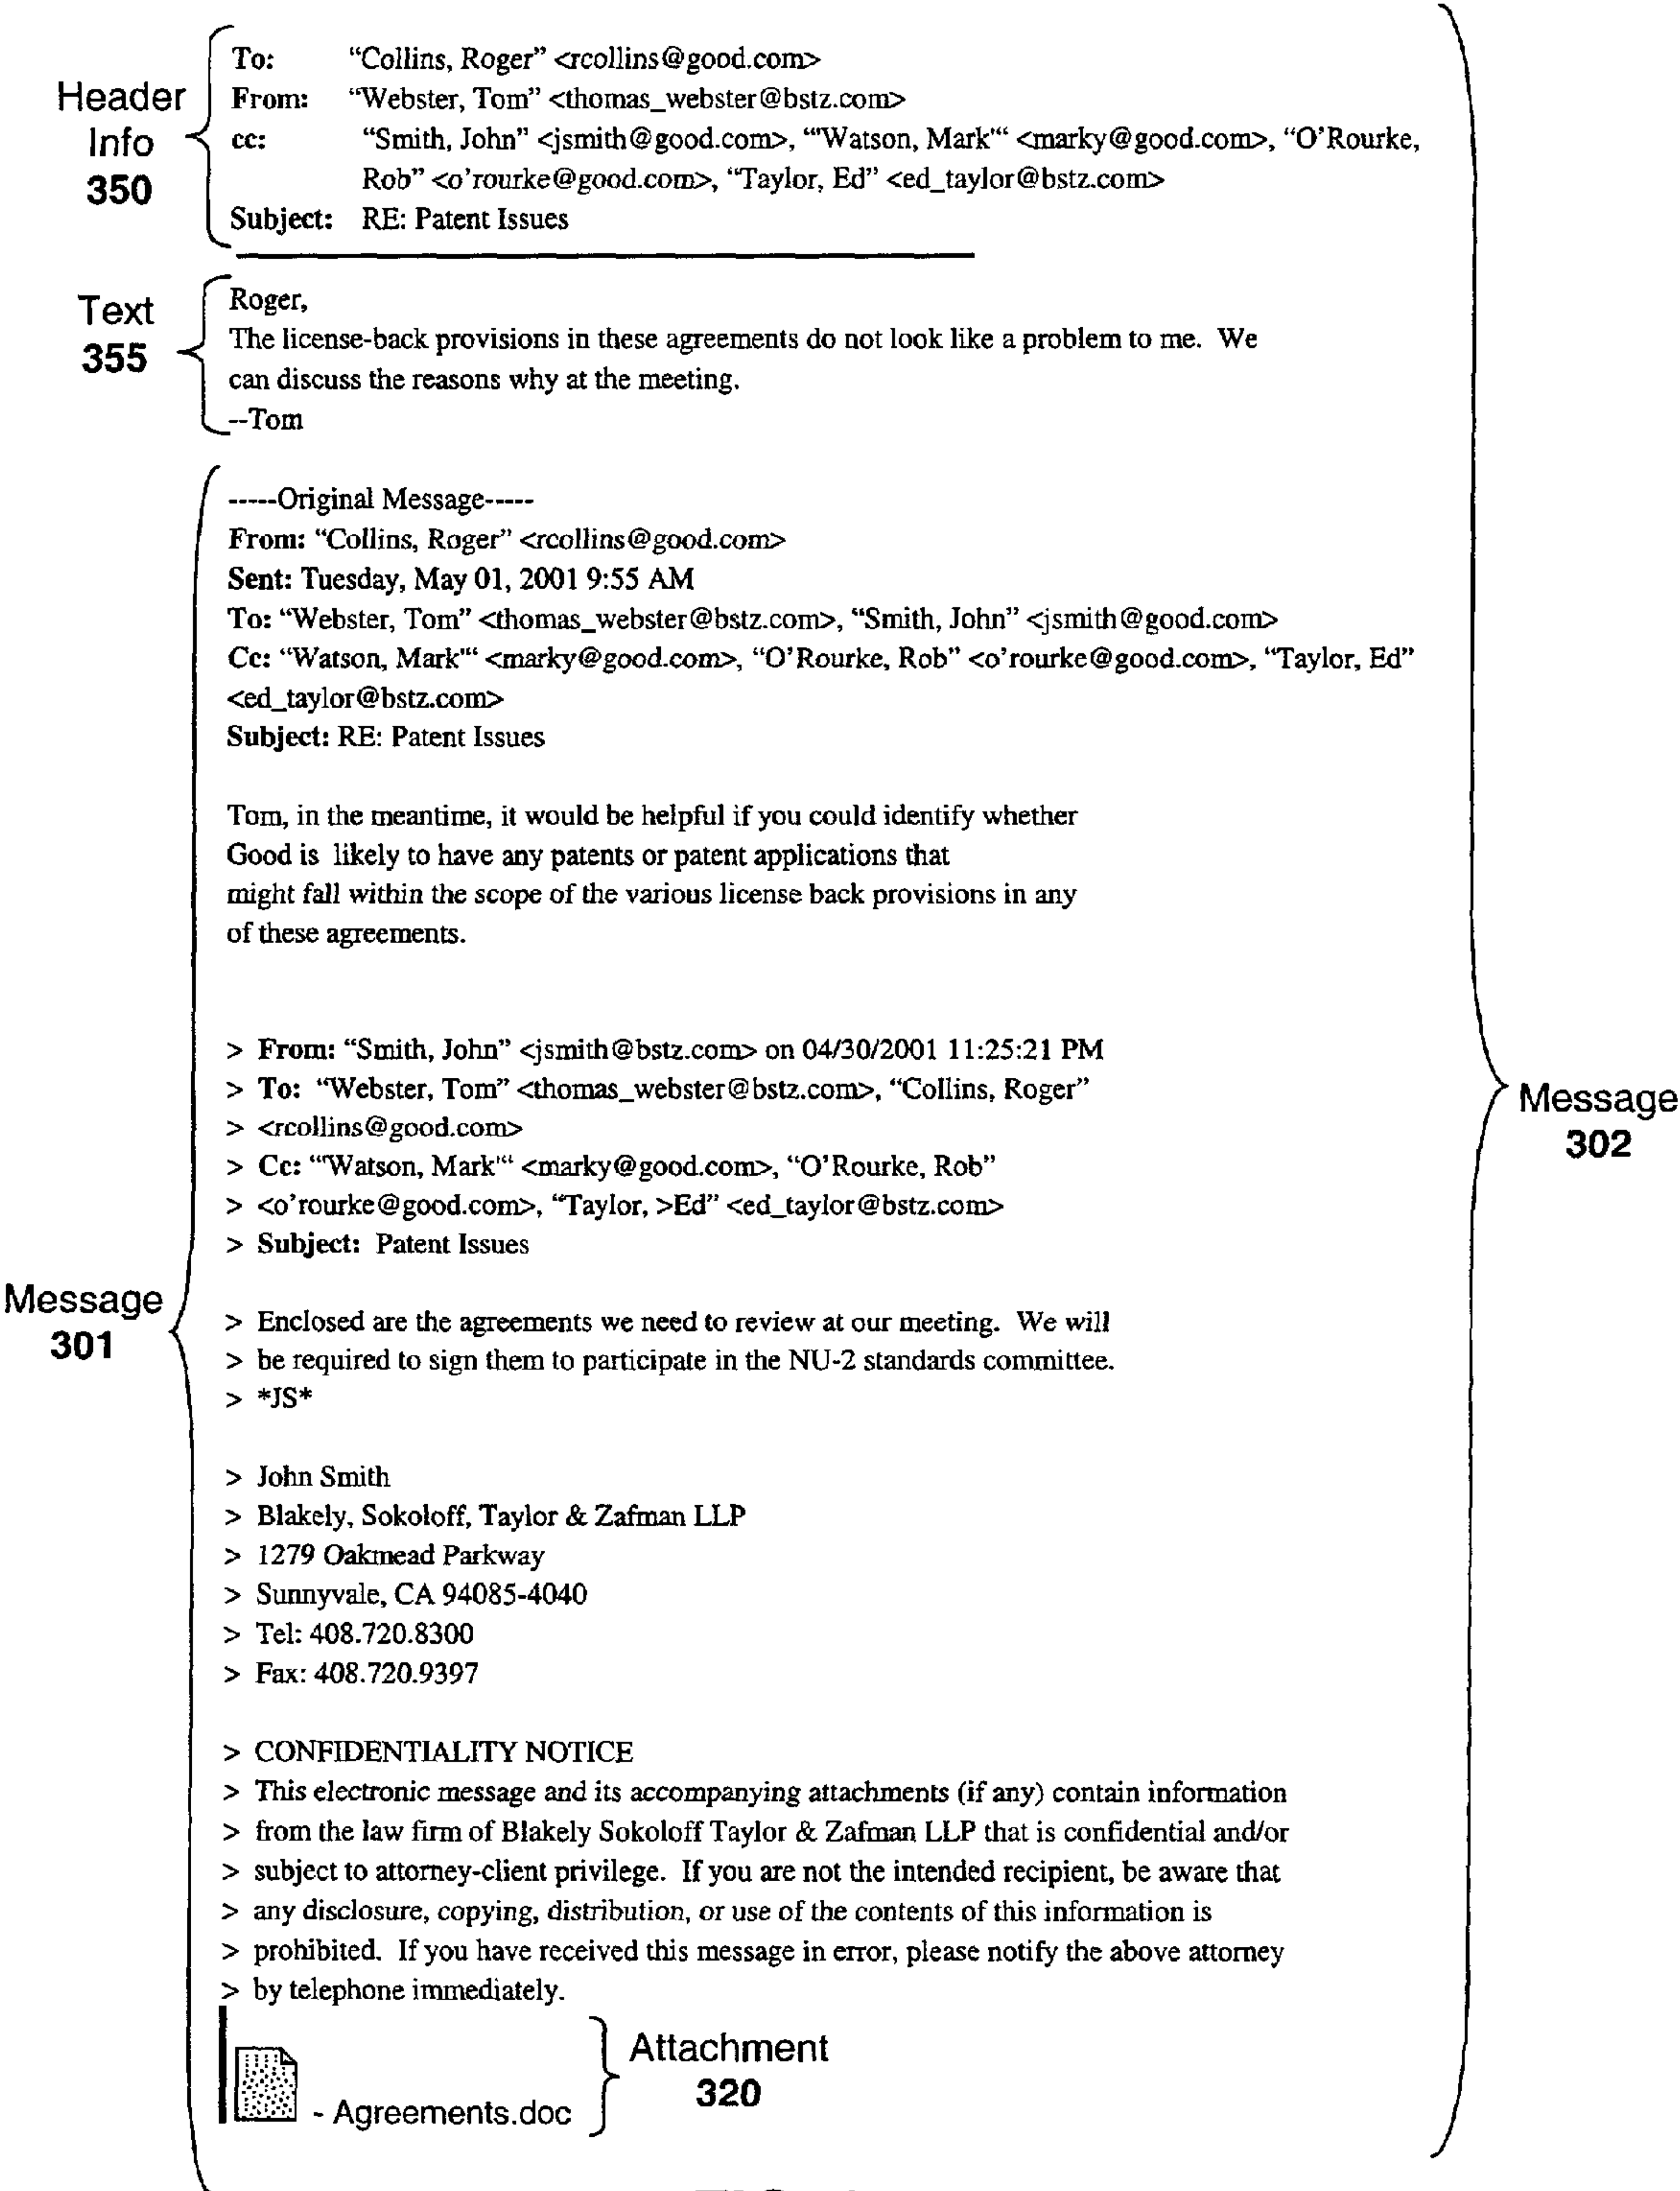 To: “Collins, Roger” <rcollins@good.com>
From: “Webster, Tom” <thomas_webster@bstz.com>
cc: “Smith, John” <jsmith@good.com>, “'Watson, Mark'“ <marky@good.com>, “O'Rourke,
Rob” <o'rourke@good.com>, “Taylor, Ed” <ed_taylor@bstz.com>
Subject: RE: Patent Issues
Header
Info
350
Text
355
Roger,
The license-back provisions in these agreements do not look like a problem to me. We
can discuss the reasons why at the meeting.
--Tom
-----Original Message-----
From: “Collins, Roger” <rcollins@good.com>
Sent: Tuesday, May 01, 2001 9:55 AM
To: “Webster, Tom” <thomas_webster@bstz.com>, “Smith, John” <jsmith@good.com>
Cc: “Watson, Mark'“ <marky@good.com>, “O'Rourke, Rob” <o'rourke@good.com>, “Taylor, Ed”
<ed_taylor@bstz.com>
Subject: RE: Patent Issues
Tom, in the meantime, it would be helpful if you could identify whether
Good is likely to have any patents or patent applications that
might fall within the scope of the various license back provisions in any
of these agreements.
> From: “Smith, John” <jsmith@bstz.com> on 04/30/2001 11:25:21 PM
> To: “Webster, Tom” <thomas_webster@bstz.com>, “Collins, Roger”
> <rcollins@good.com>
> Cc: “'Watson, Mark'“ <marky@good.com>, “O'Rourke, Rob”
> <o'rourke@good.com>, “Taylor, >Ed” <ed_taylor@bstz.com>
> Subject: Patent Issues
> Enclosed are the agreements we need to review at our meeting. We will
> be required to sign them to participate in the NU-2 standards committee.
> *JS*
> John Smith
> Blakely, Sokoloff, Taylor & Zafman LLP
> 1279 Oakmead Parkway
> Sunnyvale, CA 94085-4040
> Tel: 408.720.8300
> Fax: 408.720.9397
> CONFIDENTIALITY NOTICE
> This electronic message and its accompanying attachments (if any) contain information
> from the law firm of Blakely Sokoloff Taylor & Zafman LLP that is confidential and/or
> subject to attorney-client privilege. If you are not the intended recipient, be aware that
> any disclosure, copying, distribution, or use of the contents of this information is
> prohibited. If you have received this message in error, please notify the above attorney
> by telephone immediately.
- Agreements.doc
Attachment
320
Message
301
Message
302